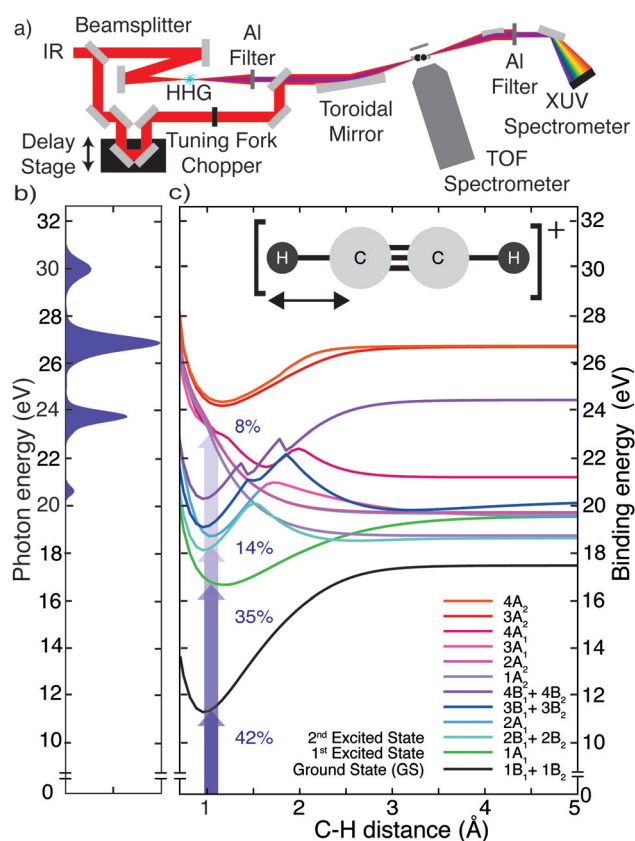 a)
Beamsplitter
IR
Al
Filter
HHG
Delay
Stage
Tuning Fork
Chopper
Toroidal
Mirror
TOF
Spectrometer
Al
Filter
XUV
Spectrometer
b)
Photon energy (eV)
32
30
28
26
24
22
20
18
16
14
12
10
0
c)
H C C H +
8%
14%
35%
42%
4A₂
3A₂
4A₁
3A₁
2A₂
1A₂
4B₁+ 4B₂
3B₁+ 3B₂
2A₁
2nd Excited State 2B₁+ 2B₂
1st Excited State 1A₁
Ground State (GS) 1B₁+ 1B₂
32
30
28
26
24
22
20
18
16
14
12
10
0
Binding energy (eV)
1 2 3 4 5
C-H distance (Å)